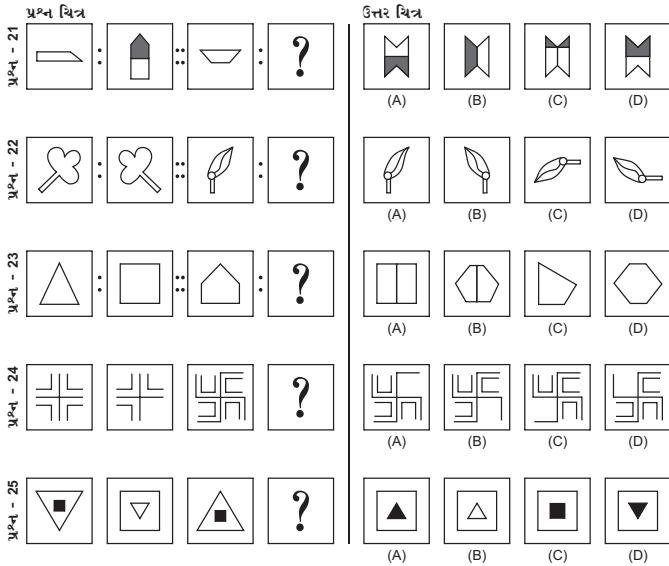 પ્રશ્ન ચિત્ર
ઉત્તર ચિત્ર
પ્રશ્ન - 21
: :: : ?
(A) (B) (C) (D)
પ્રશ્ન - 22
: :: : ?
(A) (B) (C) (D)
પ્રશ્ન - 23
: :: : ?
(A) (B) (C) (D)
પ્રશ્ન - 24
?
(A) (B) (C) (D)
પ્રશ્ન - 25
?
(A) (B) (C) (D)